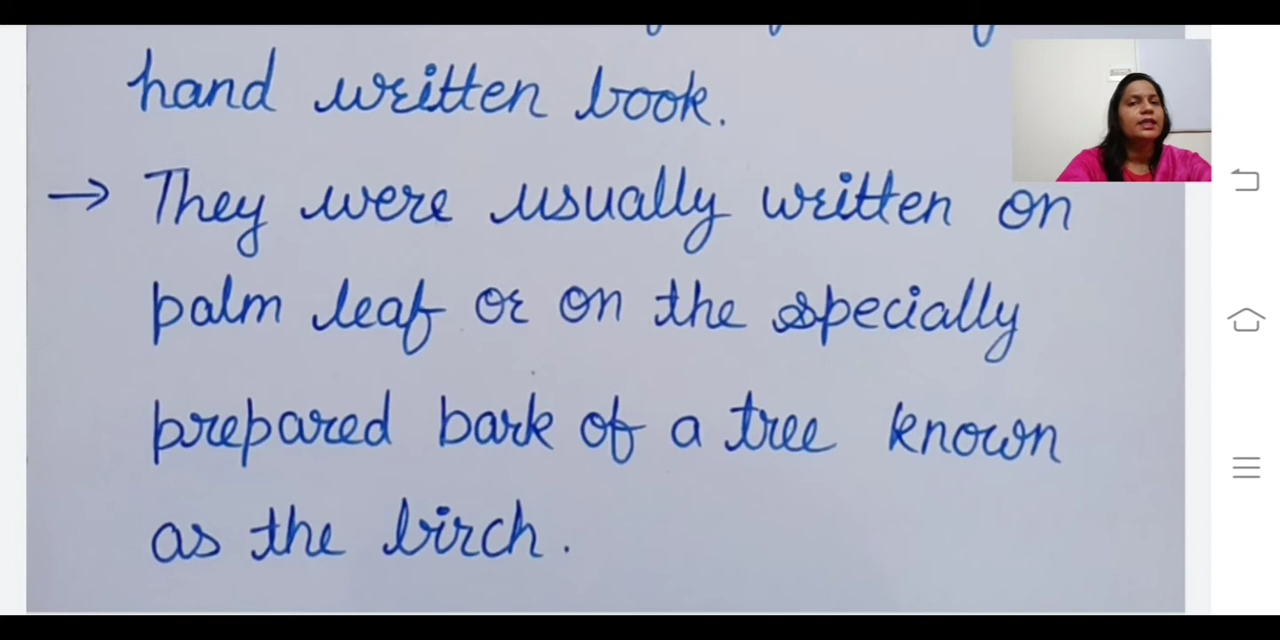 hand written book.
→ They were usually written on
palm leaf or on the specially
prepared bark of a tree known
as the birch.